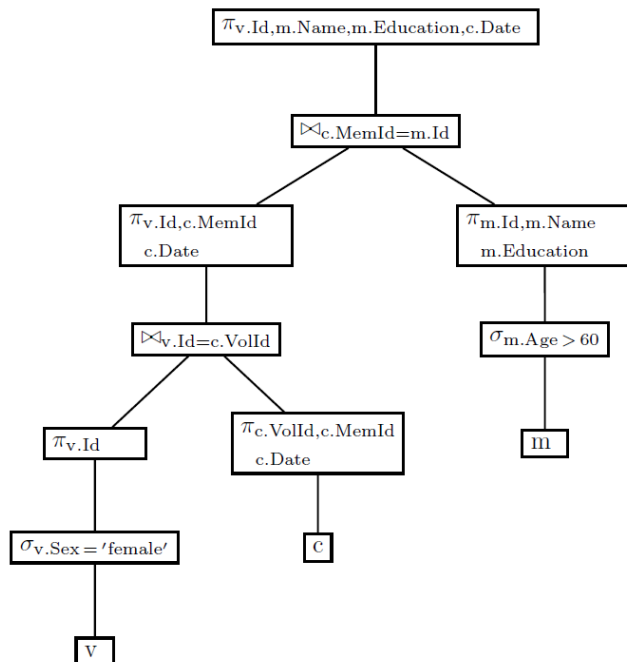 πv.Id,m.Name,m.Education,c.Date
⋈c.MemId=m.Id
πv.Id,c.MemId
c.Date
πm.Id,m.Name
m.Education
⋈v.Id=c.VolId
σm.Age > 60
πv.Id
πc.VolId,c.MemId
c.Date
m
σv.Sex = 'female'
c
v